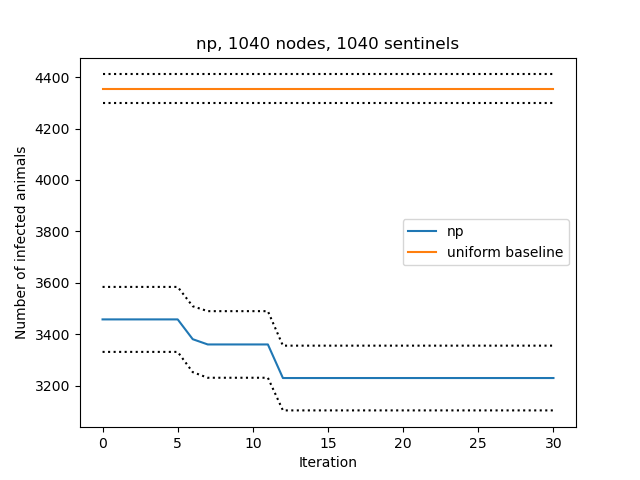 np, 1040 nodes, 1040 sentinels
Number of infected animals
4400
4200
4000
3800
3600
3400
3200
np
uniform baseline
0 5 10 15 20 25 30
Iteration